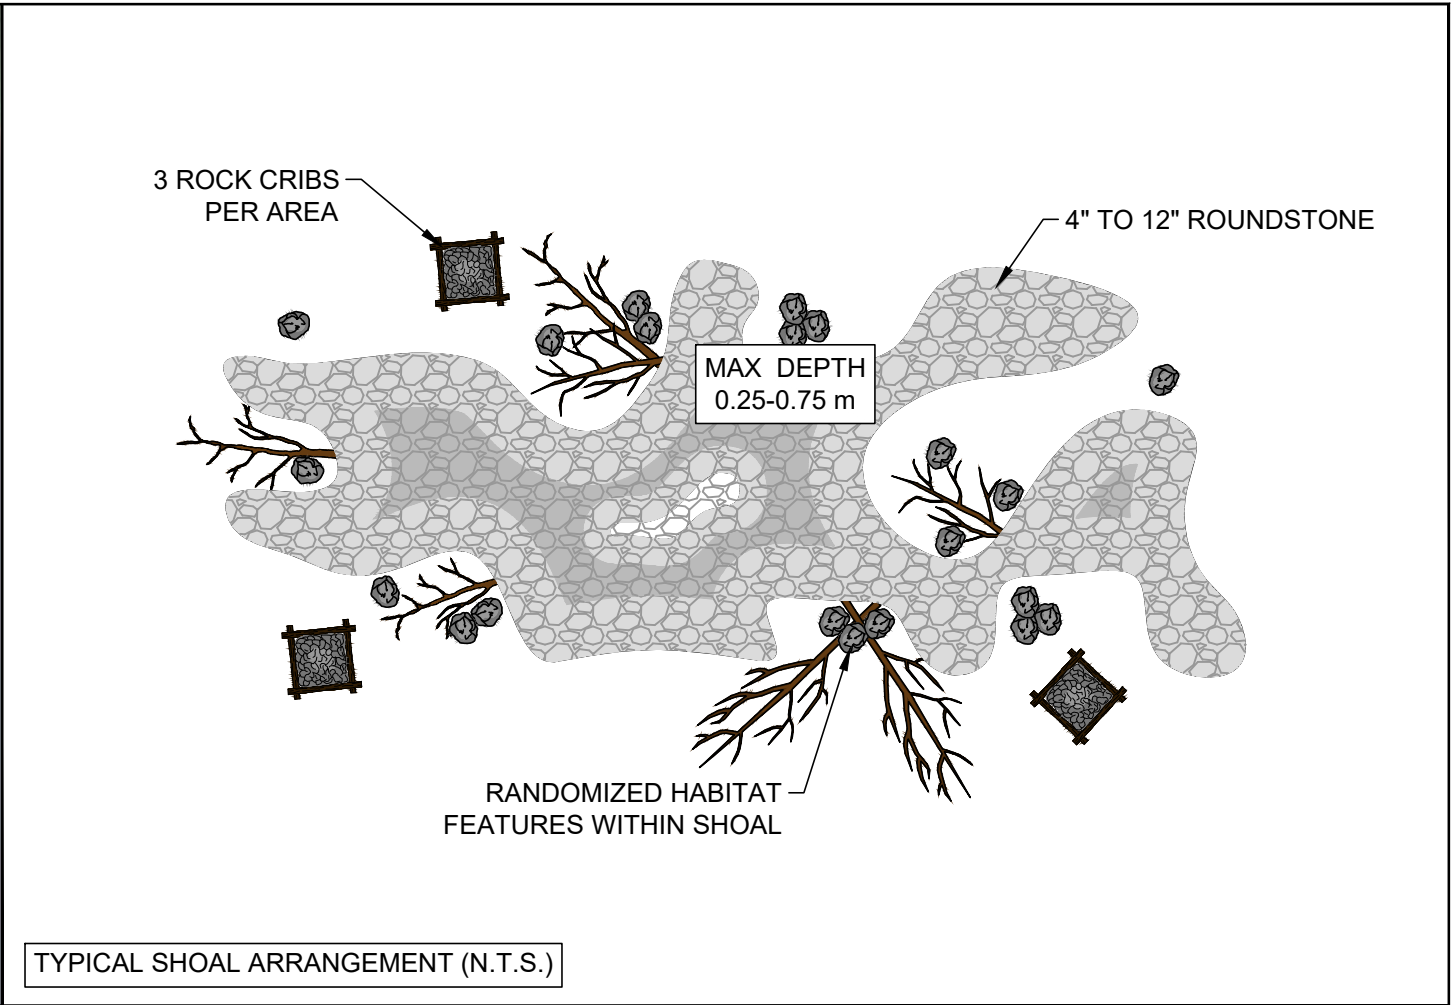 3 ROCK CRIBS
PER AREA
4" TO 12" ROUNDSTONE
MAX DEPTH
0.25-0.75 m
RANDOMIZED HABITAT
FEATURES WITHIN SHOAL
TYPICAL SHOAL ARRANGEMENT (N.T.S.)